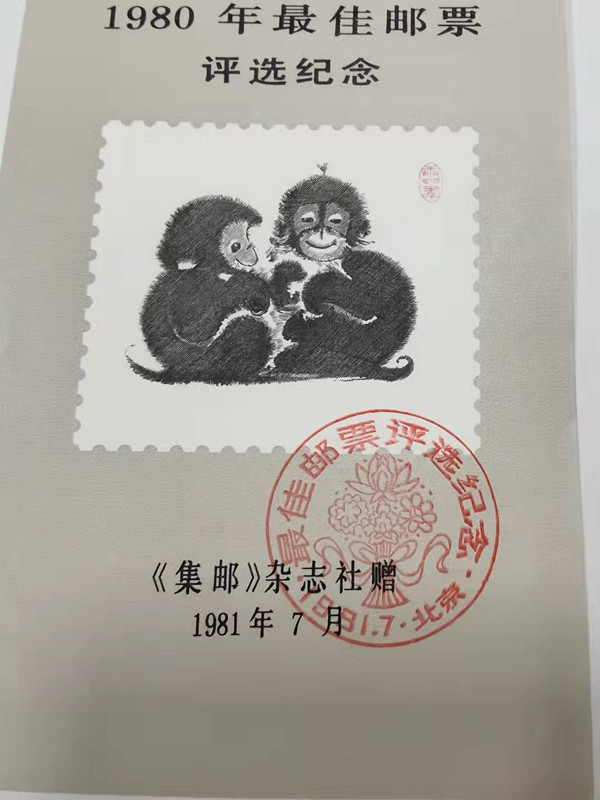 1980 年最佳邮票
评选纪念
最佳邮票评选纪念
《集邮》杂志社赠
1981年 7 月
·1981.7·北京·